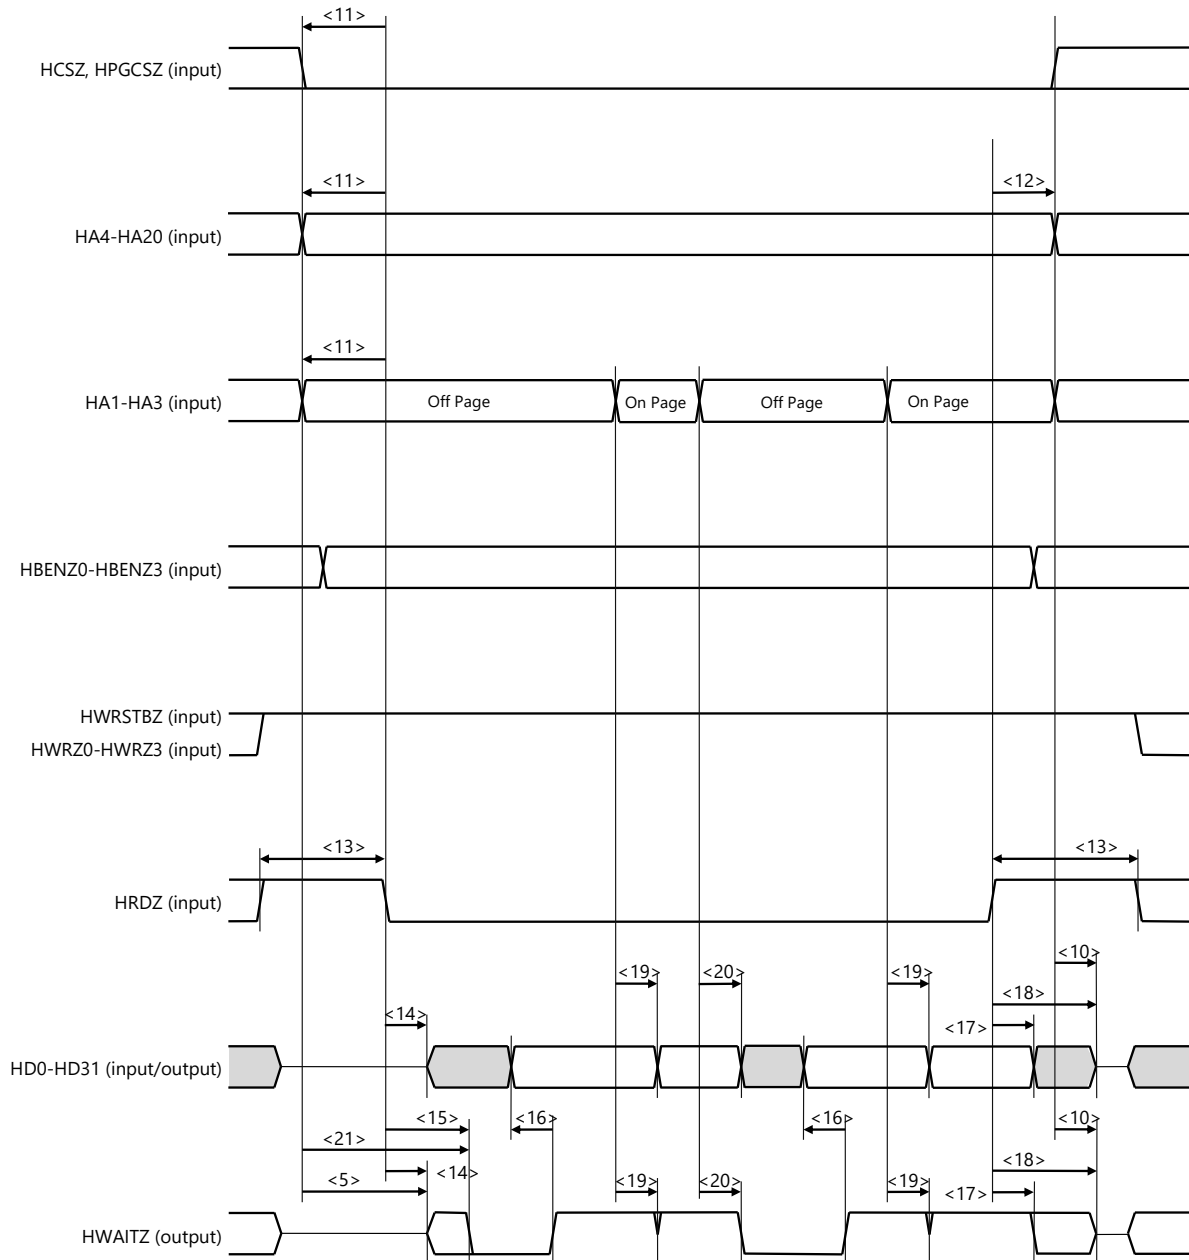 <11>
HCSZ, HPGCSZ (input)
<11>
<12>
HA4-HA20 (input)
<11>
HA1-HA3 (input)
Off Page
On Page
Off Page
On Page
HBENZ0-HBENZ3 (input)
HWRSTBZ (input)
HWRZ0-HWRZ3 (input)
<13>
<13>
HRDZ (input)
<10>
<19>
<20>
<19>
<18>
<14>
<17>
HD0-HD31 (input/output)
<15>
<16>
<16>
<10>
<21>
<14>
<18>
<5>
<19>
<20>
<19>
<17>
HWAITZ (output)